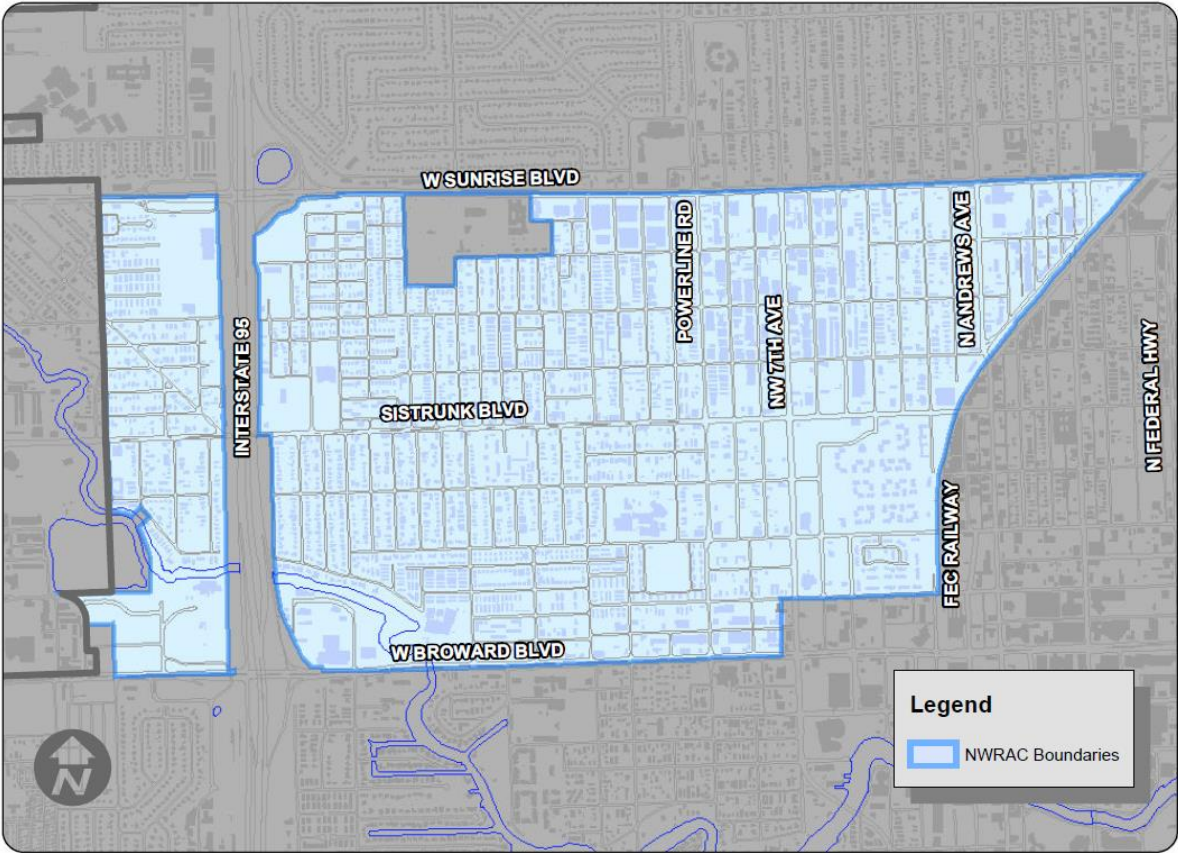 W SUNRISE BLVD
POWERLINE RD
N ANDREWS AVE
INTERSTATE 95
NW 7TH AVE
N FEDERAL HWY
SISTRUNK BLVD
FEC RAILWAY
W BROWARD BLVD
Legend
NWRAC Boundaries
N